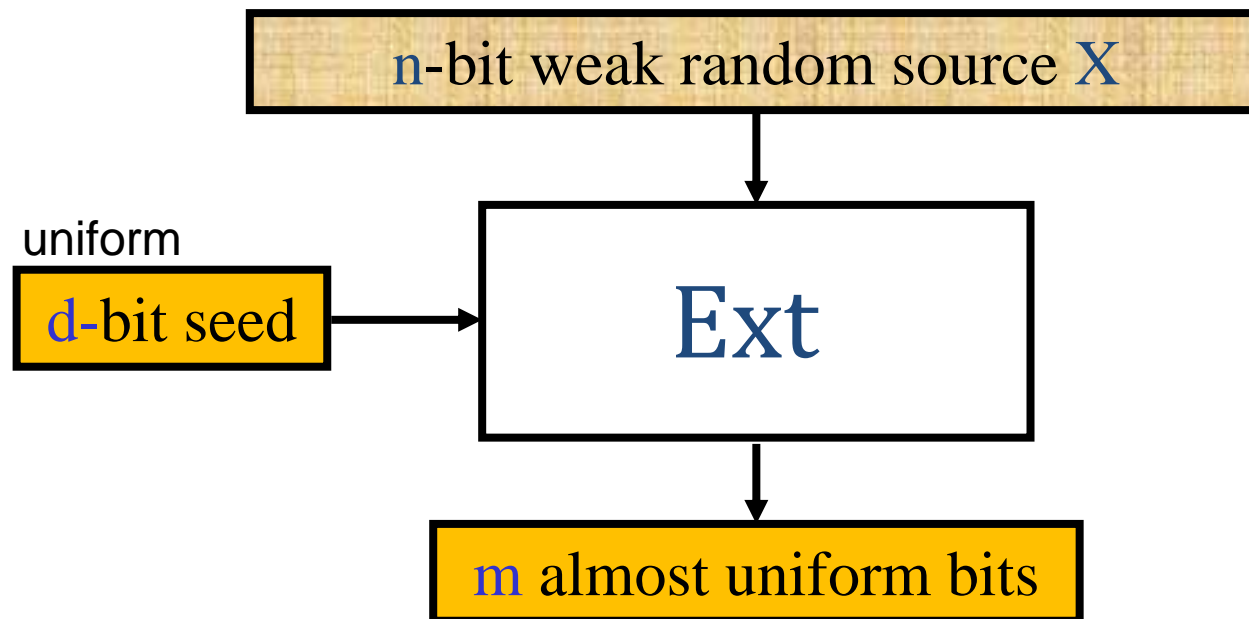 n-bit weak random source X
uniform
d-bit seed
Ext
m almost uniform bits